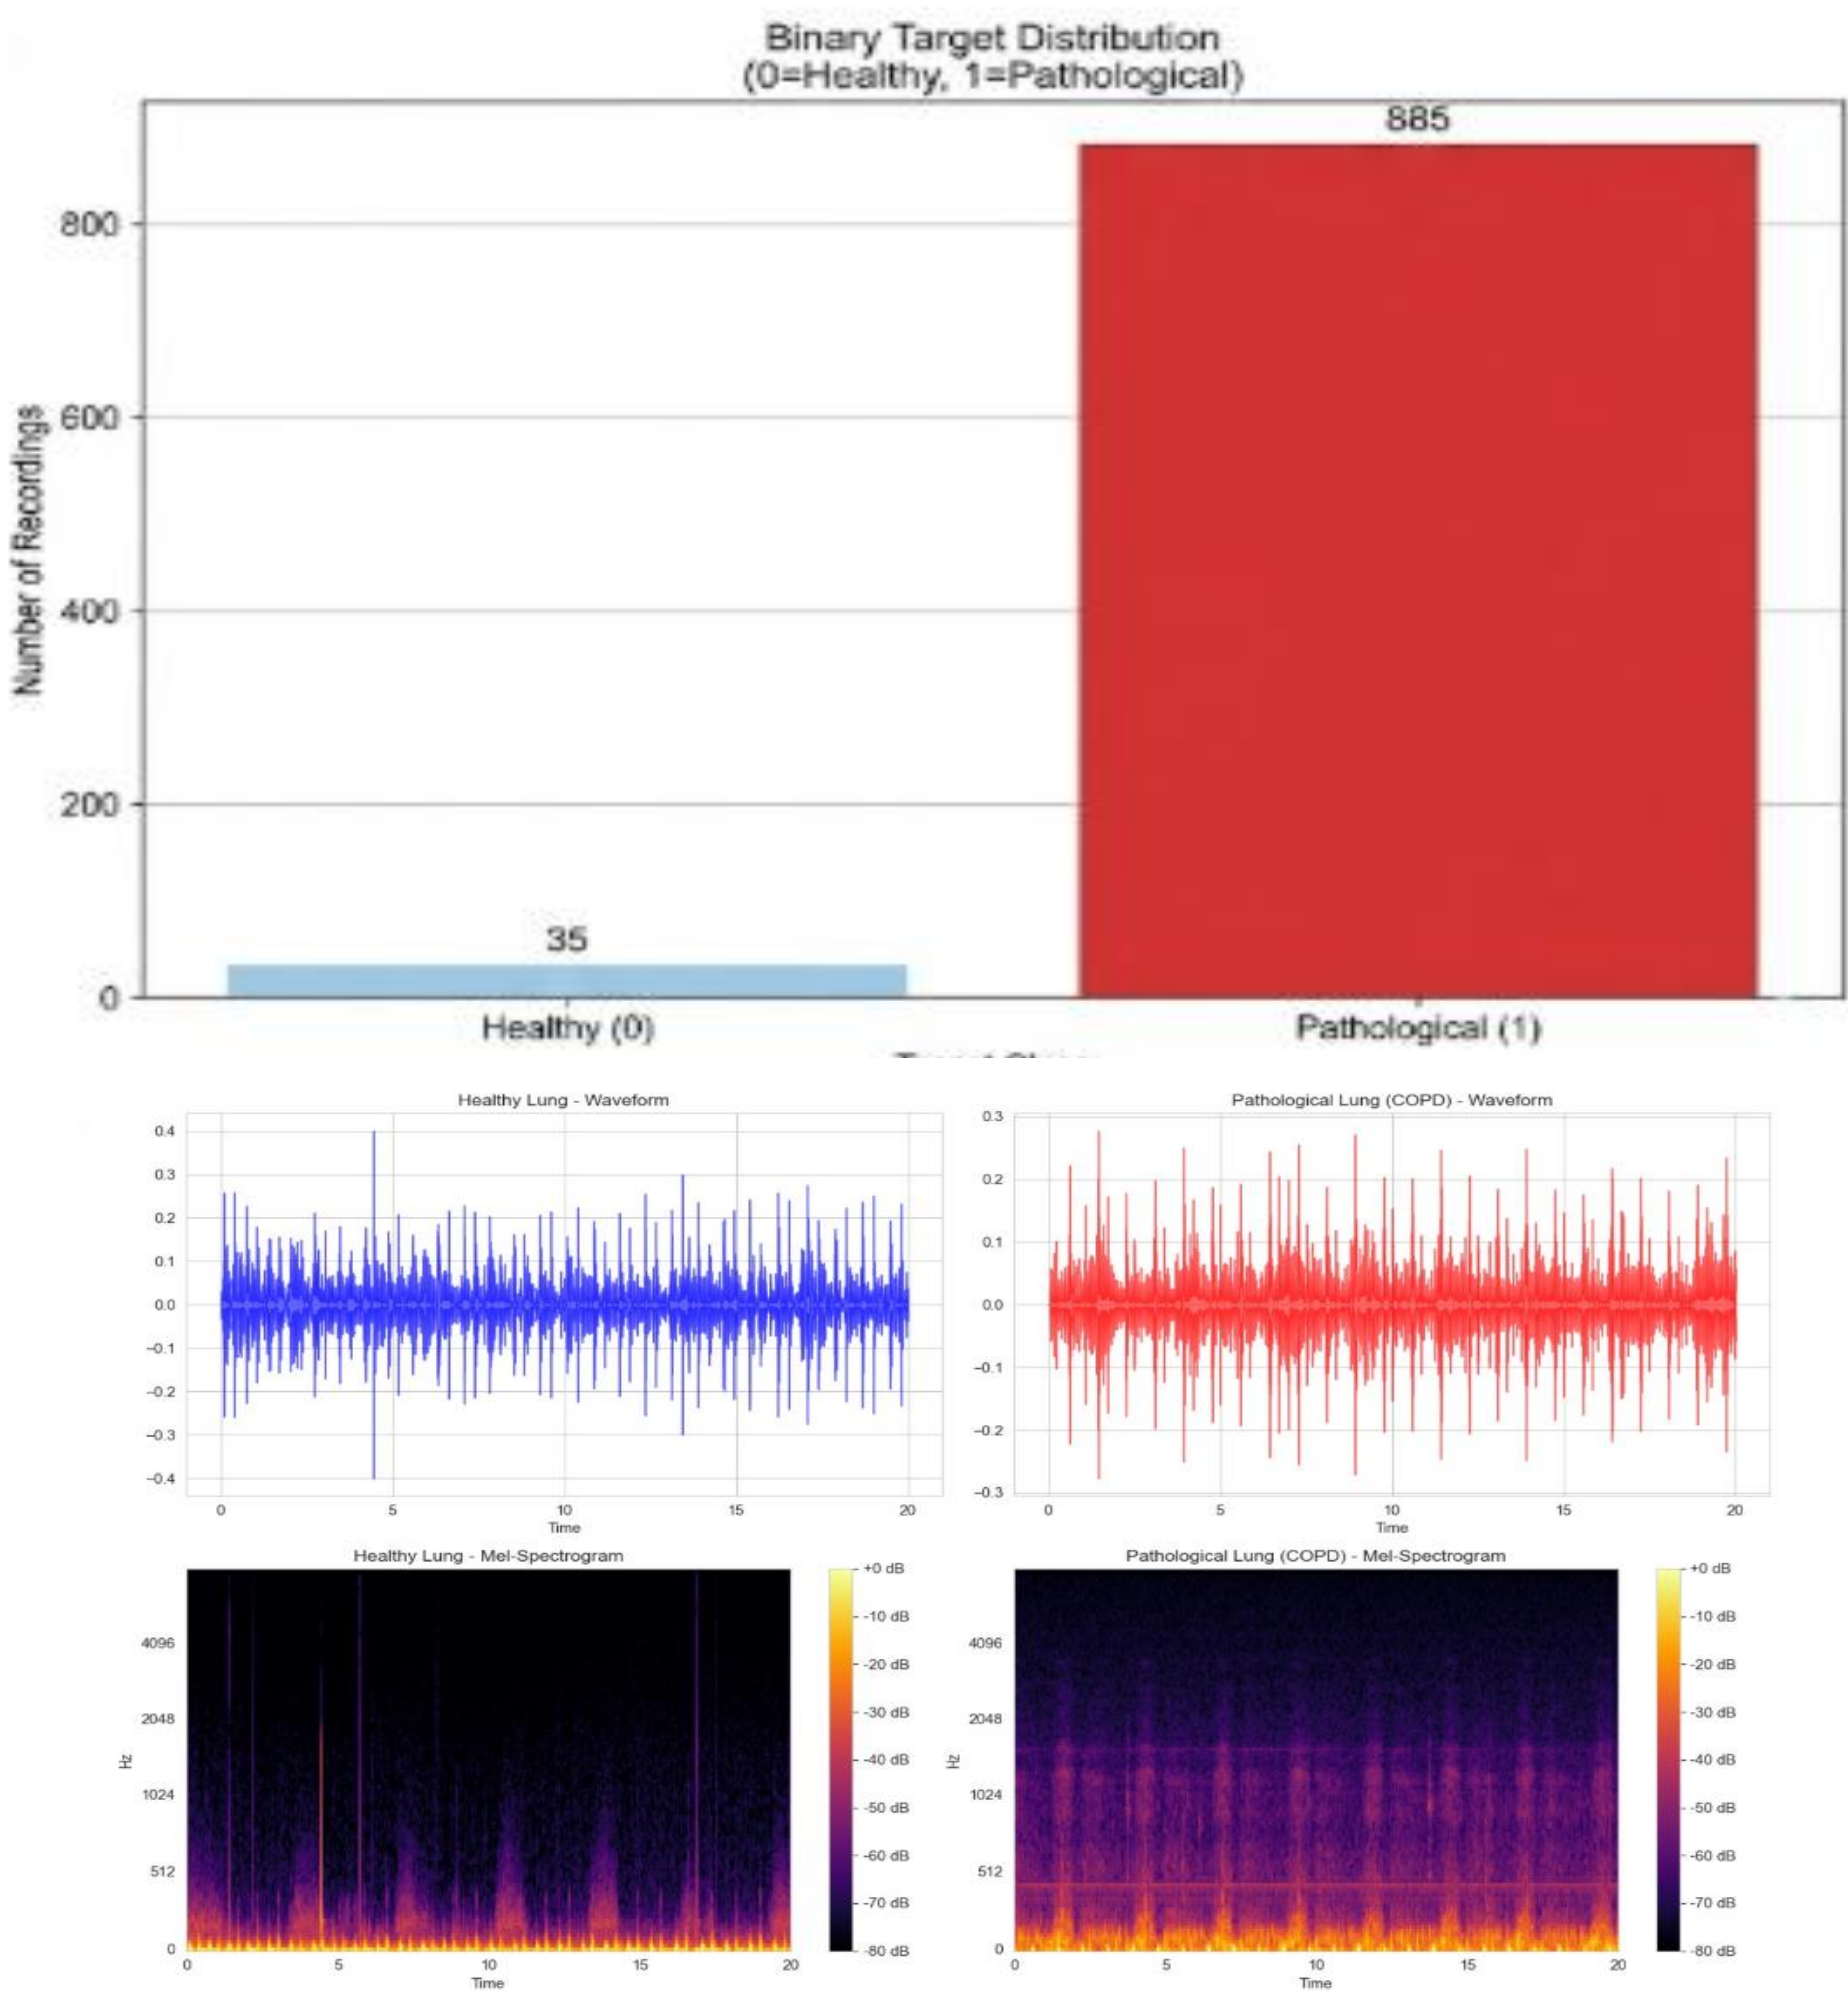 Binary Target Distribution
(0=Healthy, 1=Pathological)
885
800
600
400
200
0
35
Number of Recordings
Healthy (0)
Pathological (1)
Healthy Lung - Waveform
0.4
0.3
0.2
0.1
0.0
−0.1
−0.2
−0.3
−0.4
0 5 10 15 20
Time
Pathological Lung (COPD) - Waveform
0.3
0.2
0.1
0.0
−0.1
−0.2
−0.3
0 5 10 15 20
Time
Healthy Lung - Mel-Spectrogram
4096
2048
1024
512
0
Hz
0 5 10 15 20
Time
+0 dB
-10 dB
-20 dB
-30 dB
-40 dB
-50 dB
-60 dB
-70 dB
-80 dB
Pathological Lung (COPD) - Mel-Spectrogram
4096
2048
1024
512
0
Hz
0 5 10 15 20
Time
+0 dB
-10 dB
-20 dB
-30 dB
-40 dB
-50 dB
-60 dB
-70 dB
-80 dB